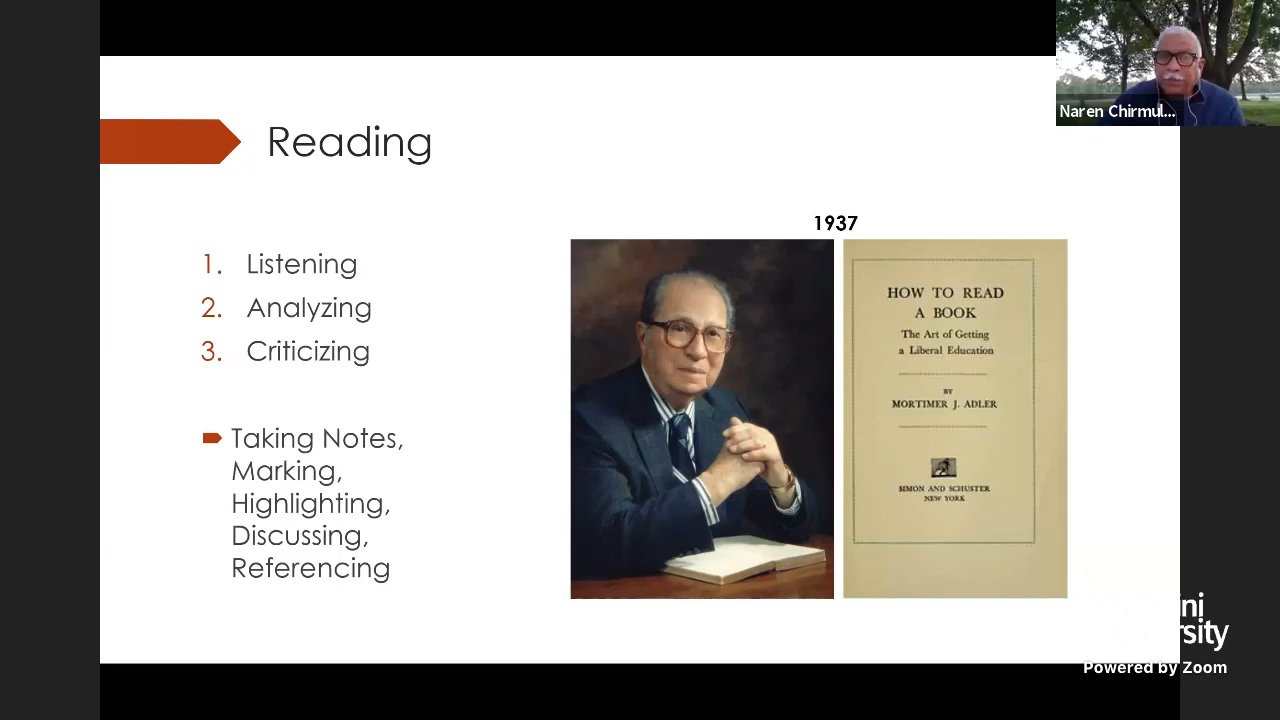 Naren Chirmul...
Reading
1. Listening
2. Analyzing
3. Criticizing
Taking Notes,
Marking,
Highlighting,
Discussing,
Referencing
1937
HOW TO READ
A BOOK
The Art of Getting
a Liberal Education
BY
MORTIMER J. ADLER
SIMON AND SCHUSTER
NEW YORK
Powered by Zoom